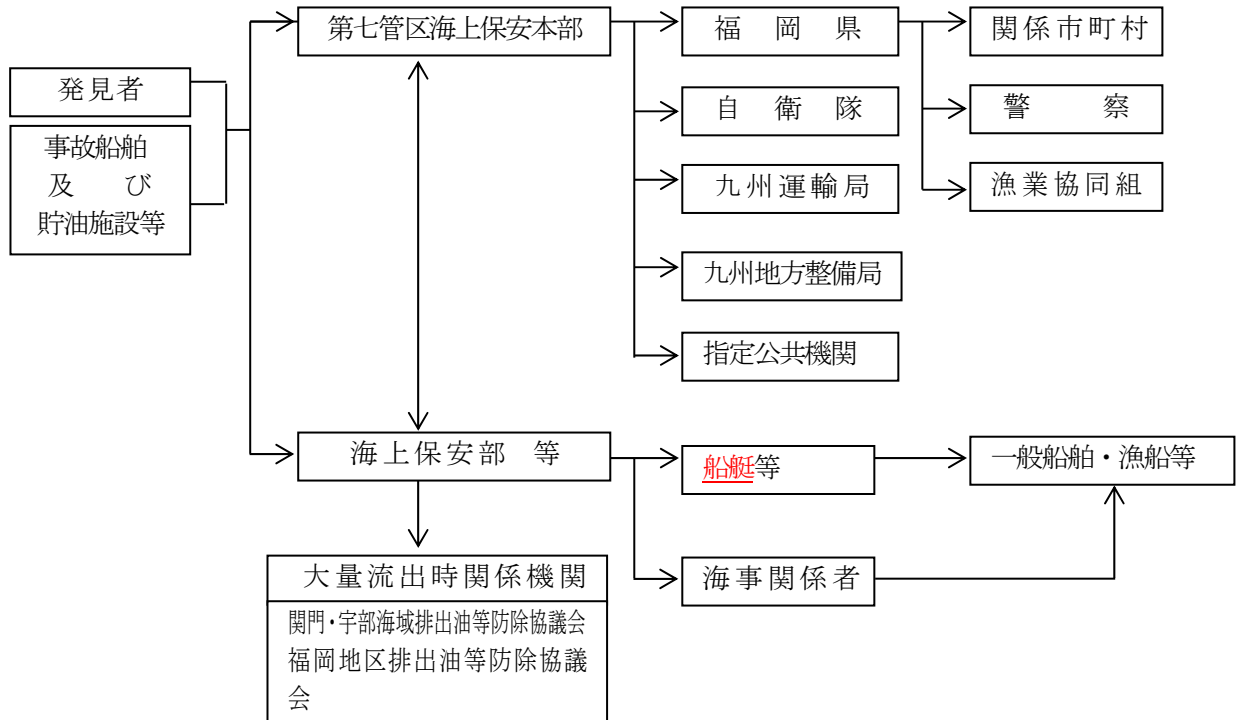 第七管区海上保安本部
福岡県
関係市町村
発見者
自衛隊
警察
事故船舶
及び
貯油施設等
九州運輸局
漁業協同組
九州地方整備局
指定公共機関
海上保安部 等
船艇等
一般船舶・漁船等
大量流出時関係機関
海事関係者
関門・宇部海域排出油等防除協議会
福岡地区排出油等防除協議
会